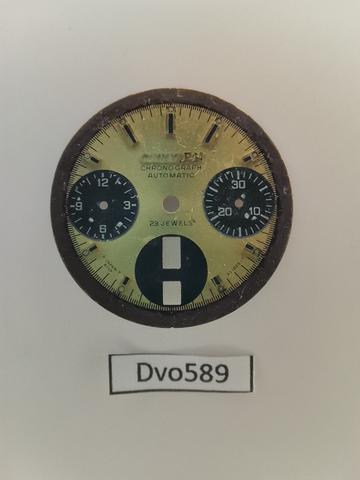 CHRONOGRAPH
AUTOMATIC
12
9
3
6
30
20
10
23 JEWELS
Dvo589